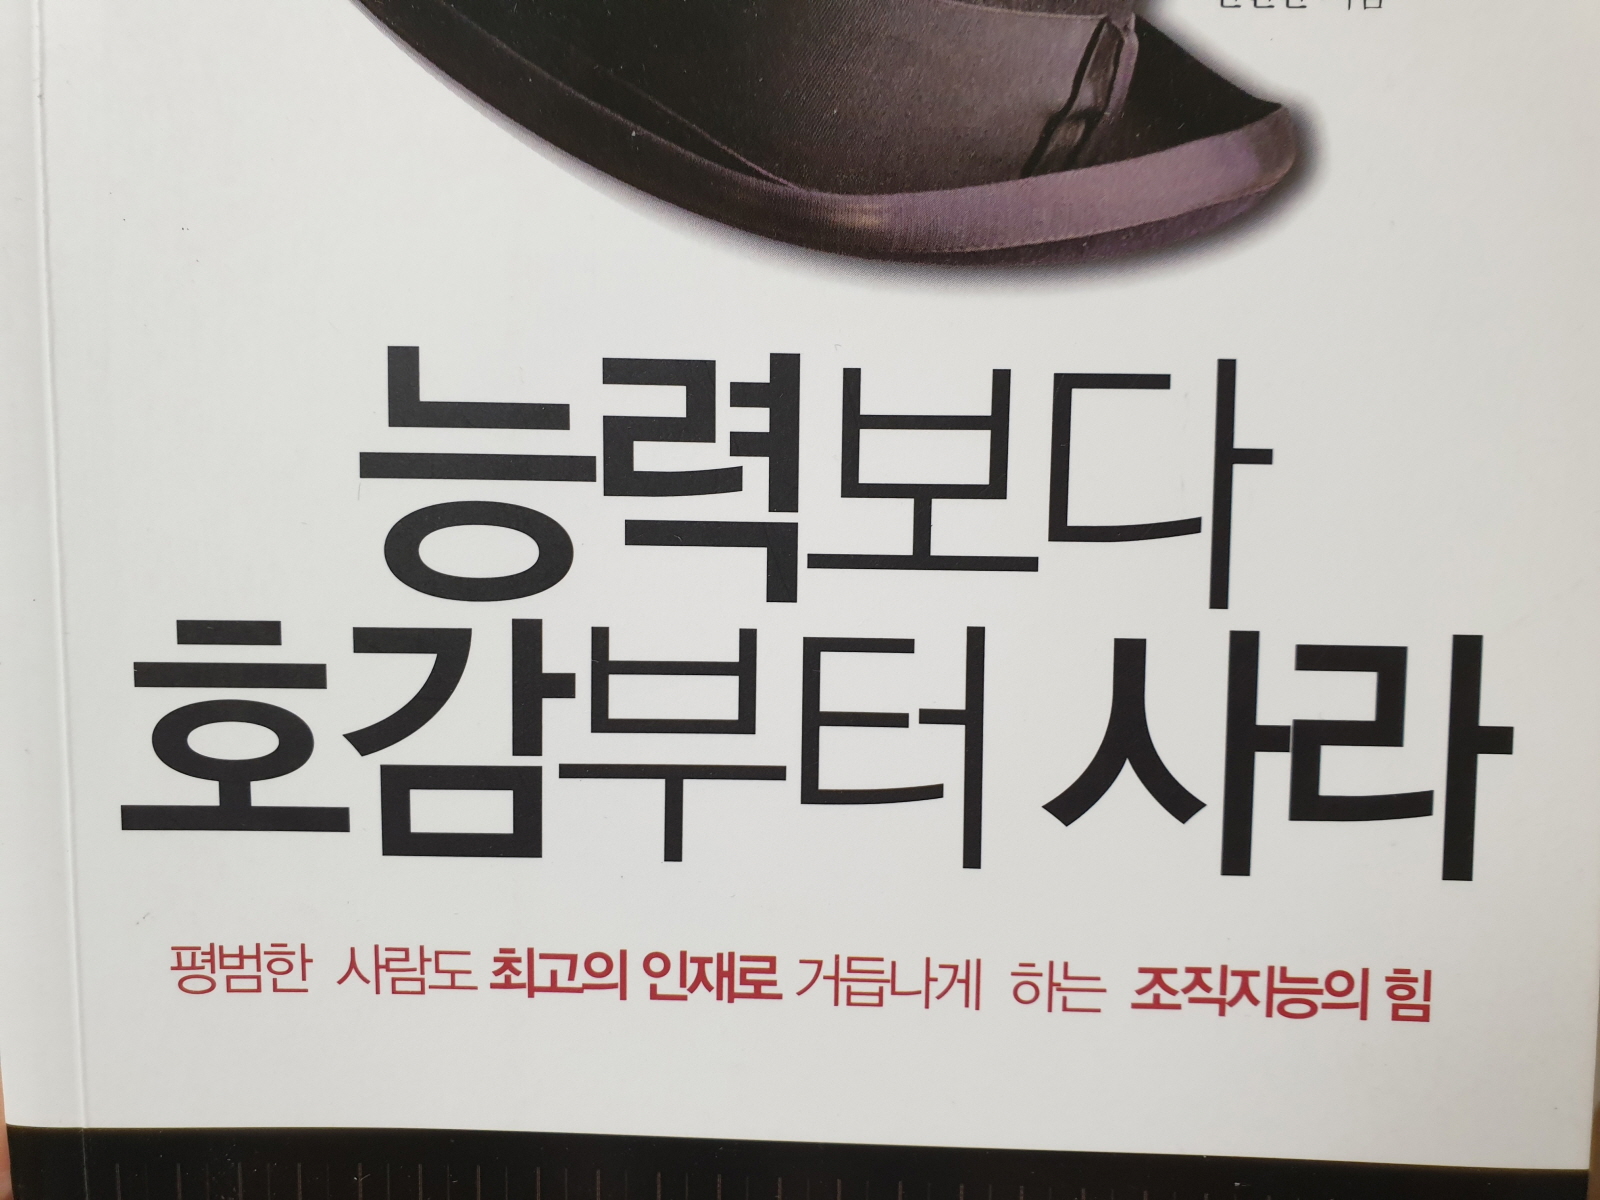 능력보다
호감부터 사라
평범한 사람도 최고의 인재로 거듭나게 하는 조직지능의 힘